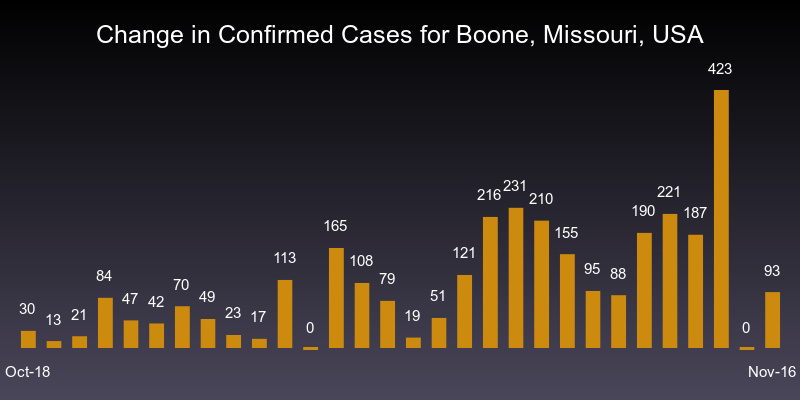 Change in Confirmed Cases for Boone, Missouri, USA
30 13 21 84 47 42 70 49 23 17 113 0 165 108 79 19 51 121 216 231 210 155 95 88 190 221 187 423 0 93
Oct-18 Nov-16